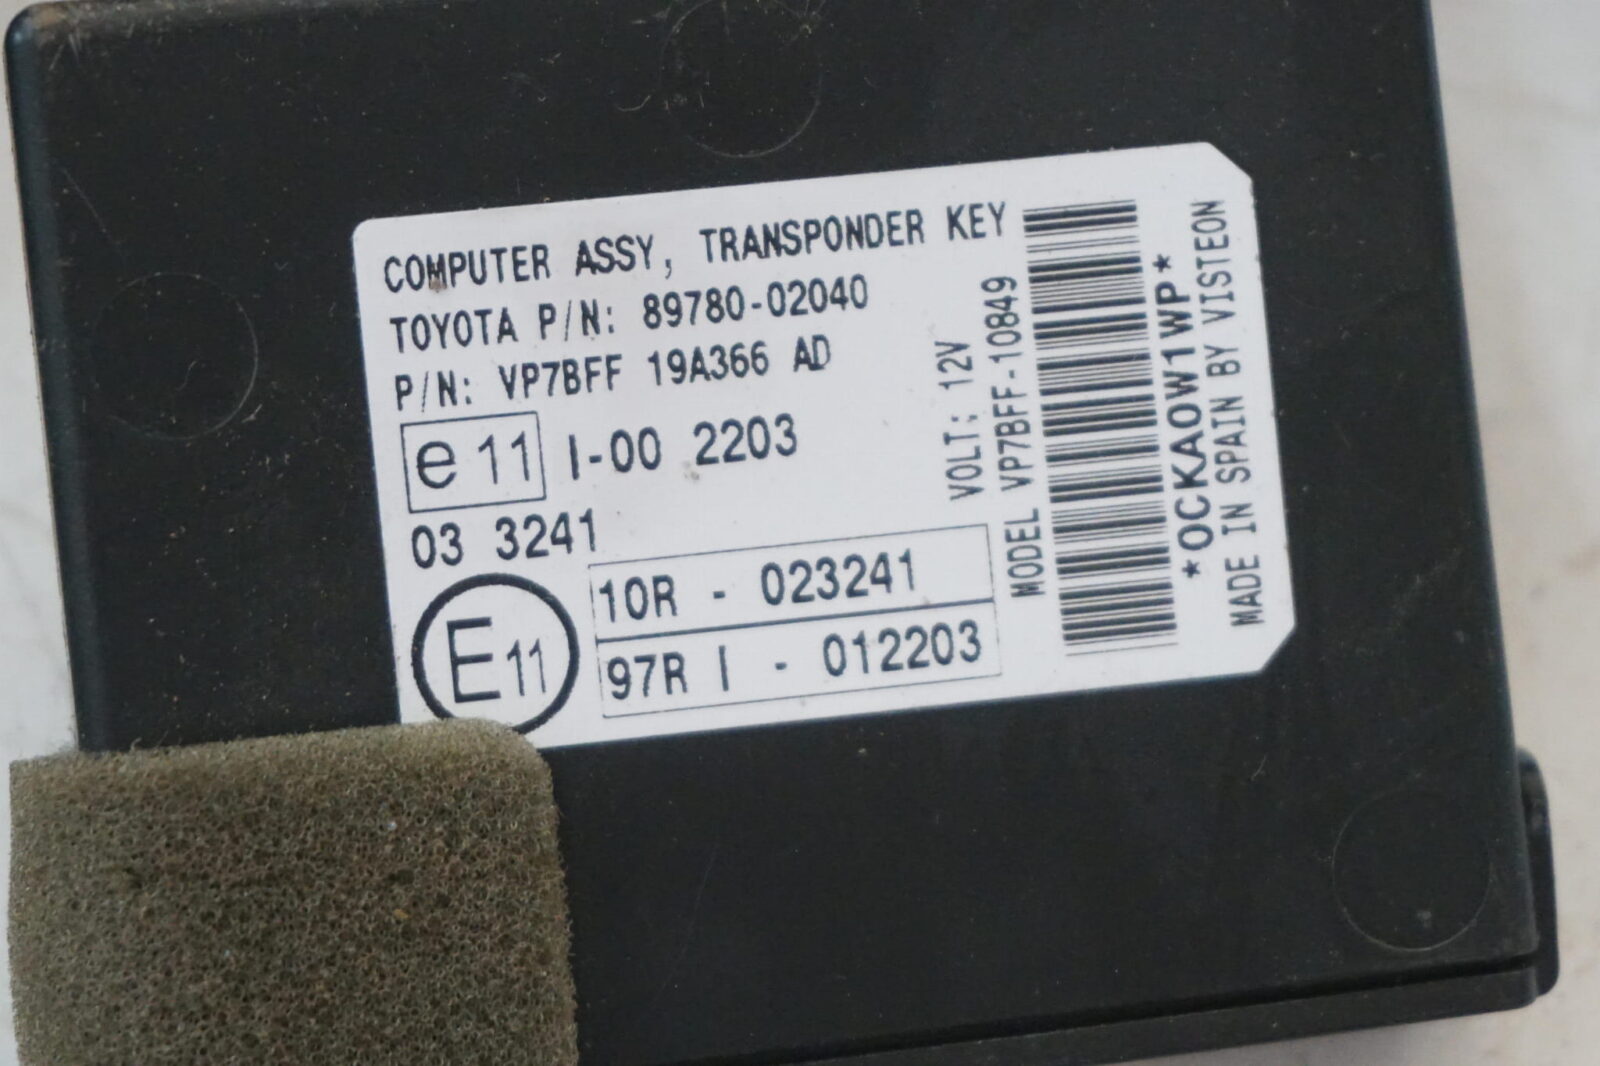 COMPUTER ASSY, TRANSPONDER KEY
TOYOTA P/N: 89780-02040
P/N: VP7BFF 19A366 AD
e 11 I-00 2203
03 3241
E11
10R - 023241
97R I - 012203
VOLT: 12V
MODEL VP7BFF-10849
*OCKAOW1WP*
MADE IN SPAIN BY VISTEON